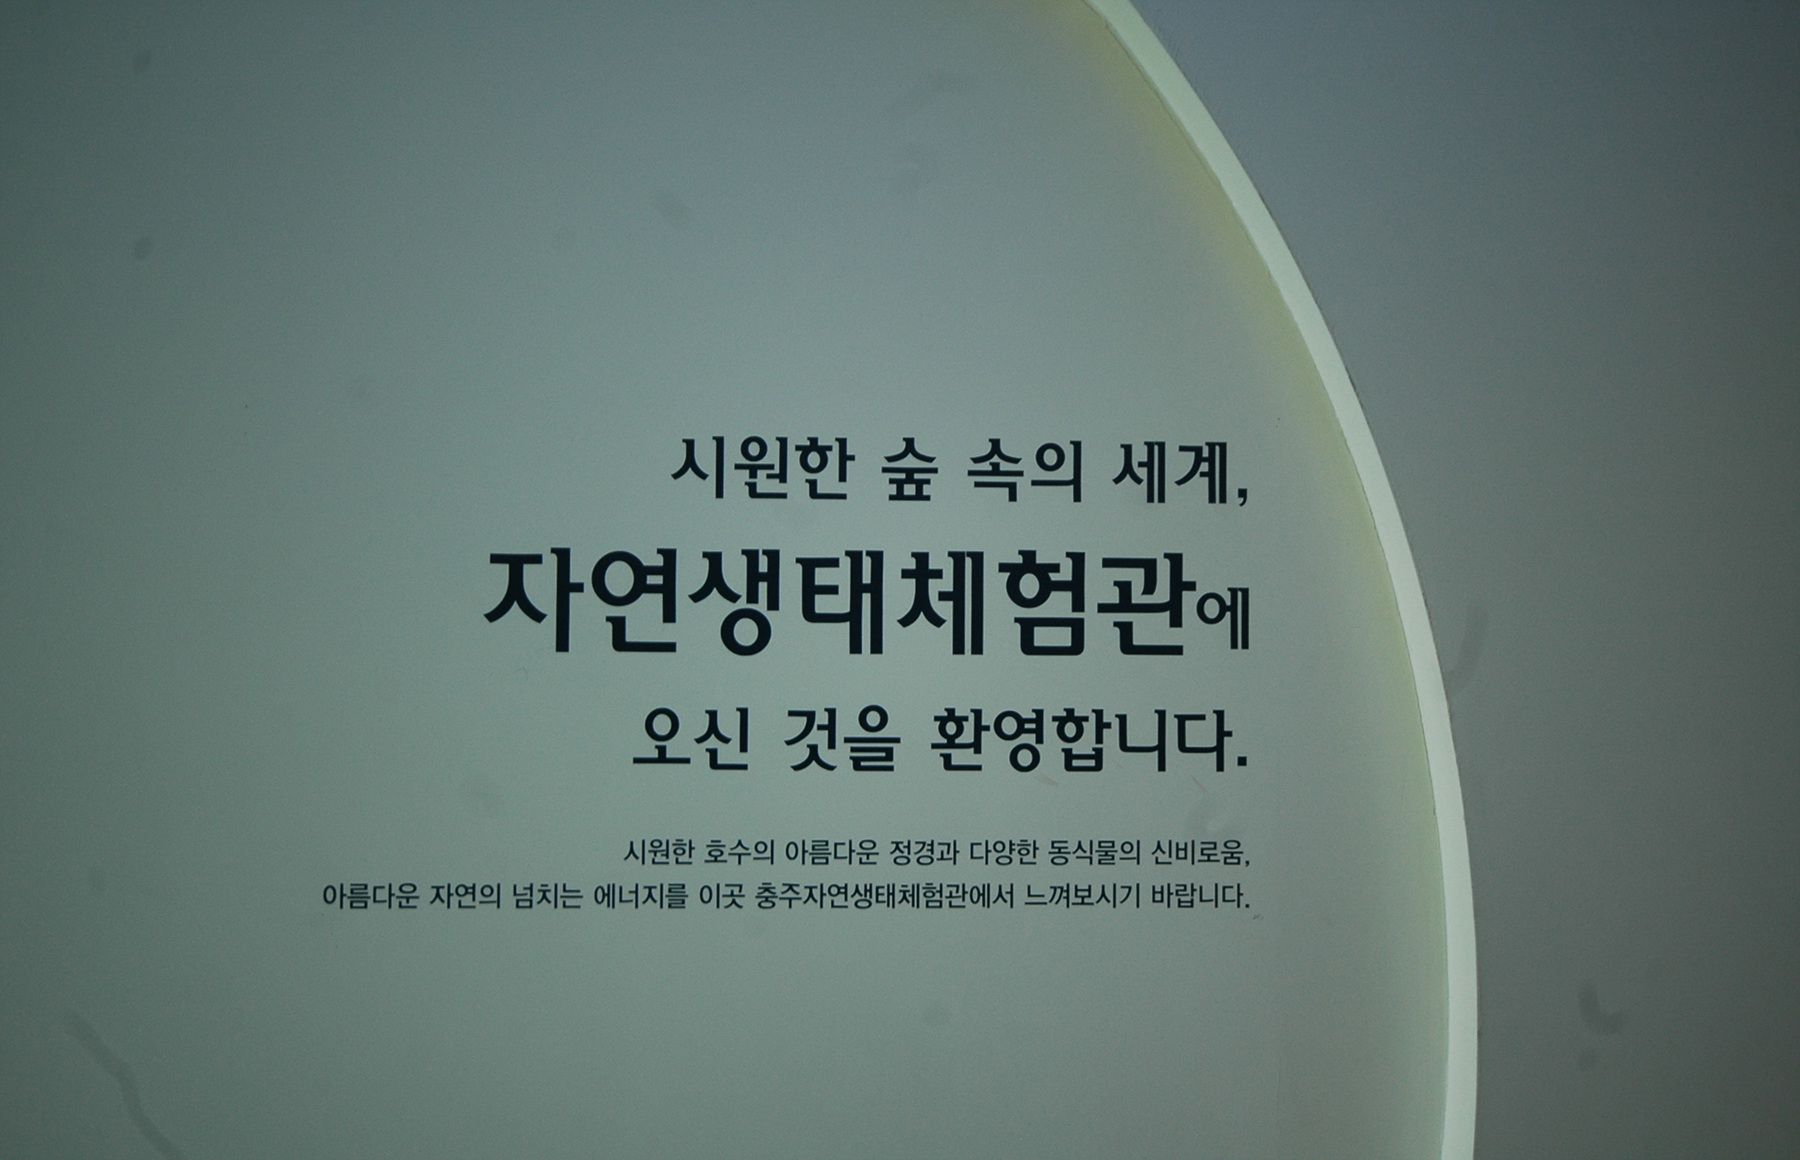 시원한 숲 속의 세계,
자연생태체험관에
오신 것을 환영합니다.
시원한 호수의 아름다운 정경과 다양한 동식물의 신비로움,
아름다운 자연의 넘치는 에너지를 이곳 충주자연생태체험관에서 느껴보시기 바랍니다.